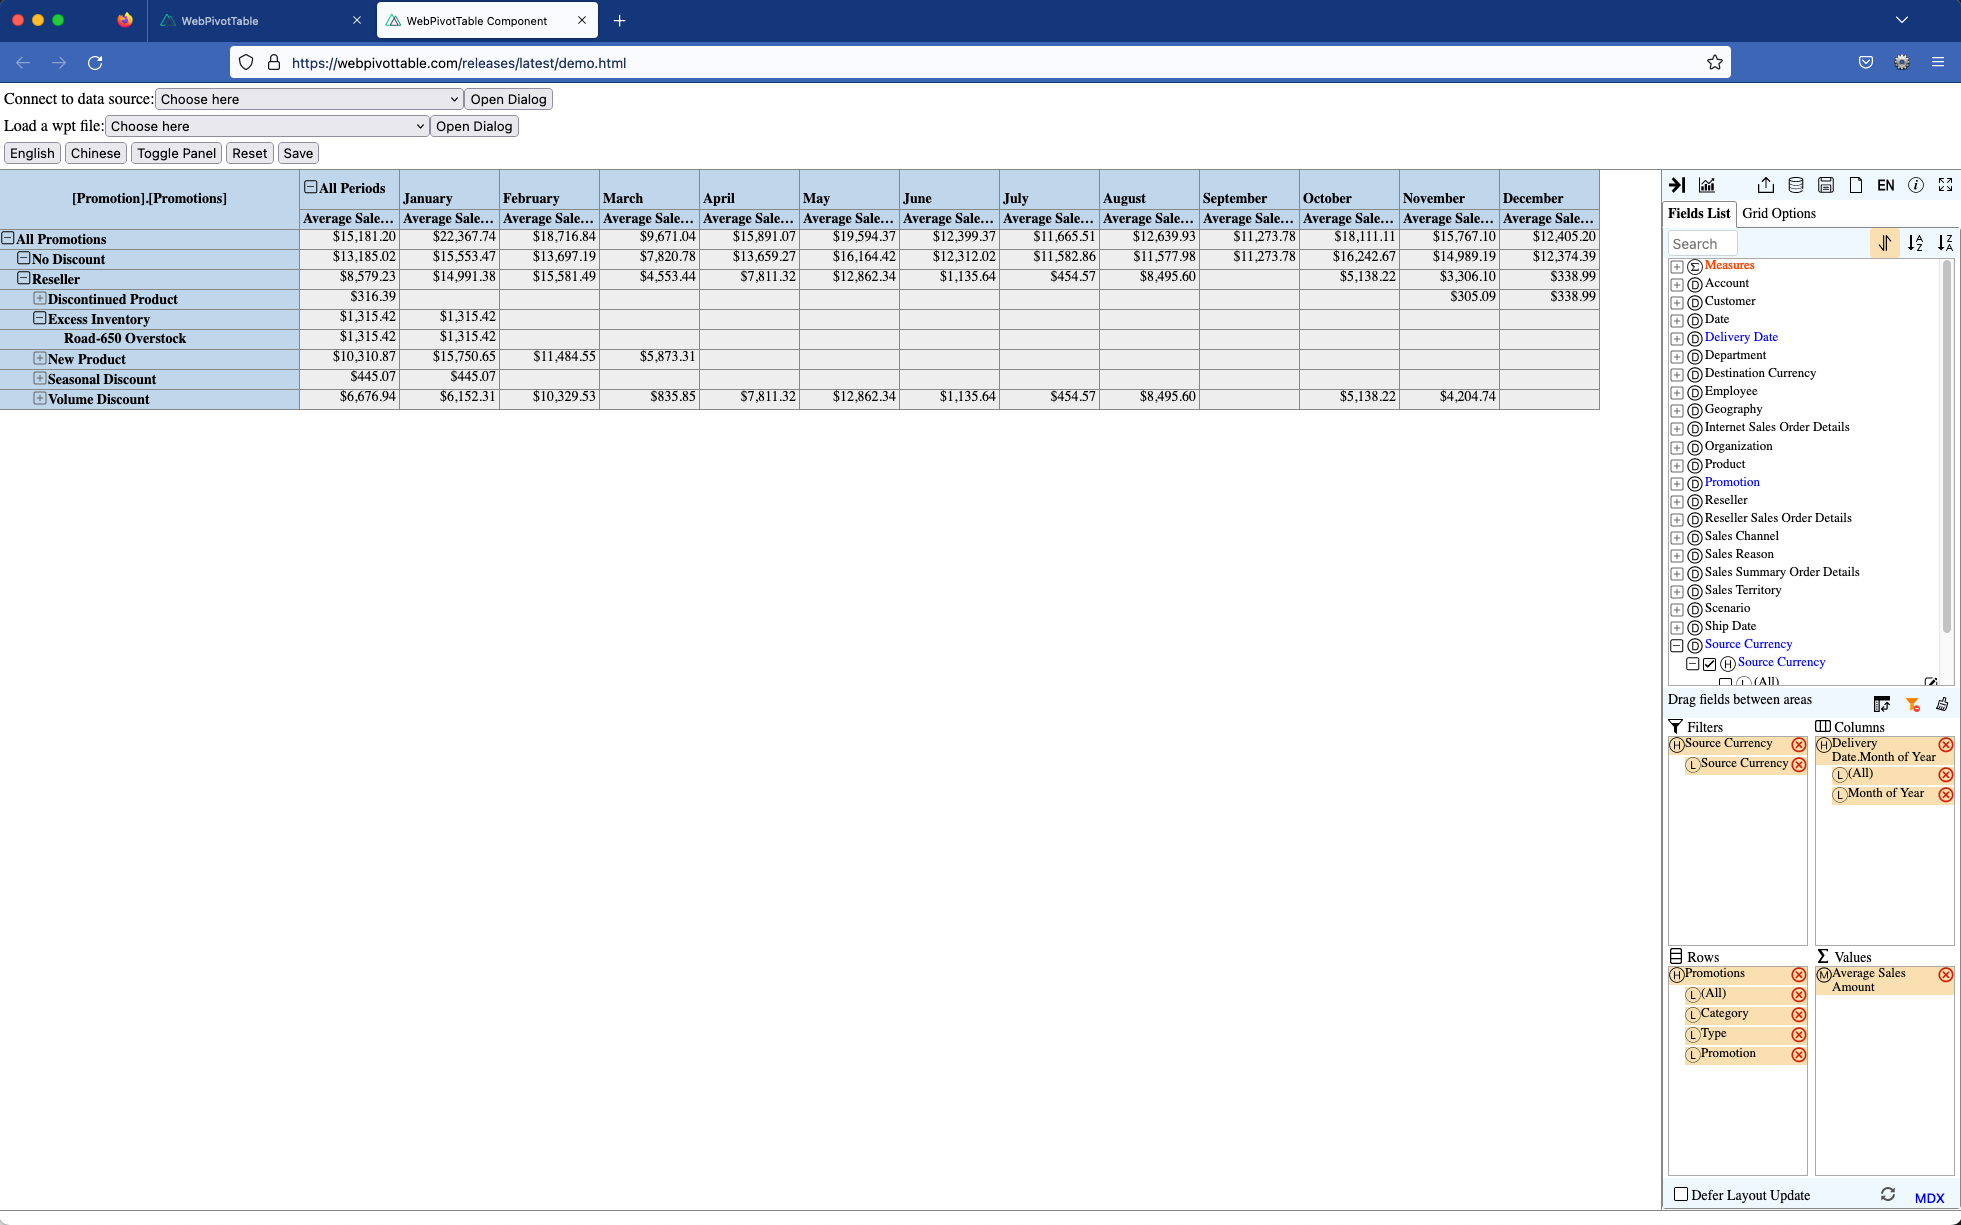 WebPivotTable
WebPivotTable Component
https://webpivottable.com/releases/latest/demo.html
Connect to data source: Choose here Open Dialog
Load a wpt file: Choose here Open Dialog
English Chinese Toggle Panel Reset Save
[Promotion].[Promotions] All Periods January February March April May June July August September October November December
Average Sale... Average Sale... Average Sale... Average Sale... Average Sale... Average Sale... Average Sale... Average Sale... Average Sale... Average Sale... Average Sale... Average Sale... Average Sale...
All Promotions $15,181.20 $22,367.74 $18,716.84 $9,671.04 $15,891.07 $19,594.37 $12,399.37 $11,665.51 $12,639.93 $11,273.78 $18,111.11 $15,767.10 $12,405.20
No Discount $13,185.02 $15,553.47 $13,697.19 $7,820.78 $13,659.27 $16,164.42 $12,312.02 $11,582.86 $11,577.98 $11,273.78 $16,242.67 $14,989.19 $12,374.39
Reseller $8,579.23 $14,991.38 $15,581.49 $4,553.44 $7,811.32 $12,862.34 $1,135.64 $454.57 $8,495.60 $5,138.22 $3,306.10 $338.99
Discontinued Product $316.39 $305.09 $338.99
Excess Inventory $1,315.42 $1,315.42
Road-650 Overstock $1,315.42 $1,315.42
New Product $10,310.87 $15,750.65 $11,484.55 $5,873.31
Seasonal Discount $445.07 $445.07
Volume Discount $6,676.94 $6,152.31 $10,329.53 $835.85 $7,811.32 $12,862.34 $1,135.64 $454.57 $8,495.60 $5,138.22 $4,204.74
EN
Fields List Grid Options
Search
Measures
Account
Customer
Date
Delivery Date
Department
Destination Currency
Employee
Geography
Internet Sales Order Details
Organization
Product
Promotion
Reseller
Reseller Sales Order Details
Sales Channel
Sales Reason
Sales Summary Order Details
Sales Territory
Scenario
Ship Date
Source Currency
Source Currency
(All)
Drag fields between areas
Filters
Source Currency
Source Currency
Columns
Delivery
Date.Month of Year
(All)
Month of Year
Rows
Promotions
(All)
Category
Type
Promotion
Values
Average Sales
Amount
Defer Layout Update MDX